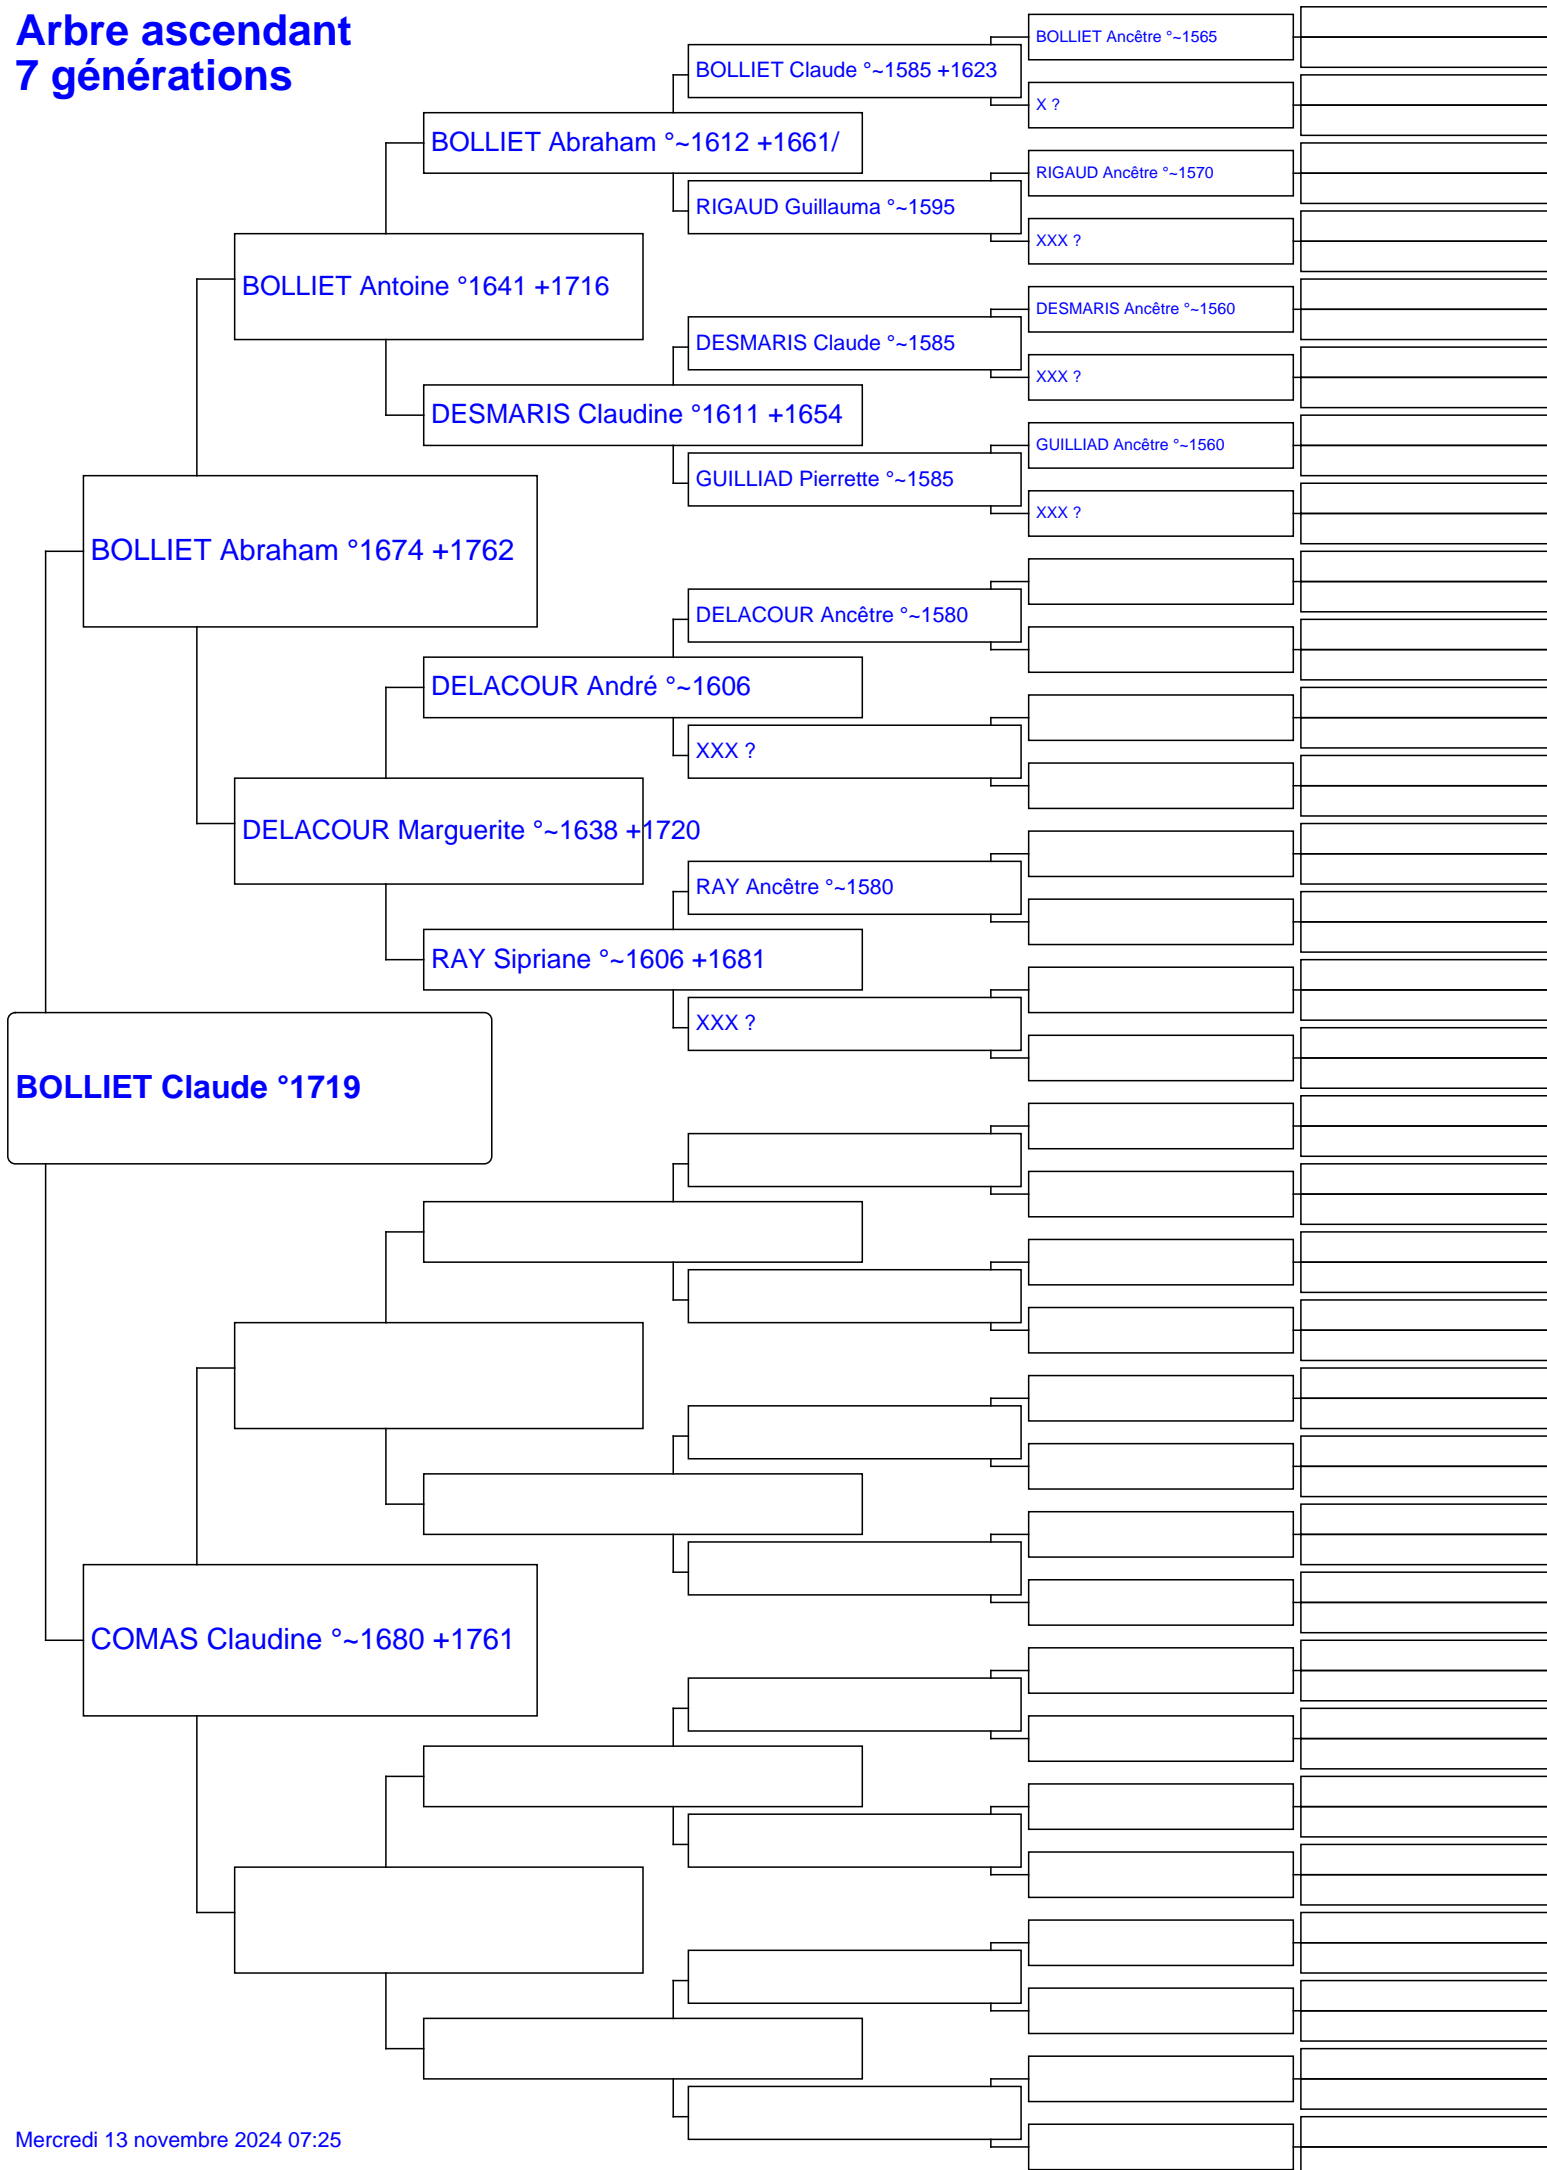 Arbre ascendant
7 générations
BOLLIET Ancêtre °~1565
BOLLIET Claude °~1585 +1623
X ?
BOLLIET Abraham °~1612 +1661/
RIGAUD Ancêtre °~1570
RIGAUD Guillauma °~1595
XXX ?
BOLLIET Antoine °1641 +1716
DESMARIS Ancêtre °~1560
DESMARIS Claude °~1585
XXX ?
DESMARIS Claudine °1611 +1654
GUILLIAD Ancêtre °~1560
GUILLIAD Pierrette °~1585
XXX ?
BOLLIET Abraham °1674 +1762
DELACOUR Ancêtre °~1580
DELACOUR André °~1606
XXX ?
DELACOUR Marguerite °~1638 +1720
RAY Ancêtre °~1580
RAY Sipriane °~1606 +1681
XXX ?
BOLLIET Claude °1719
COMAS Claudine °~1680 +1761
Mercredi 13 novembre 2024 07:25